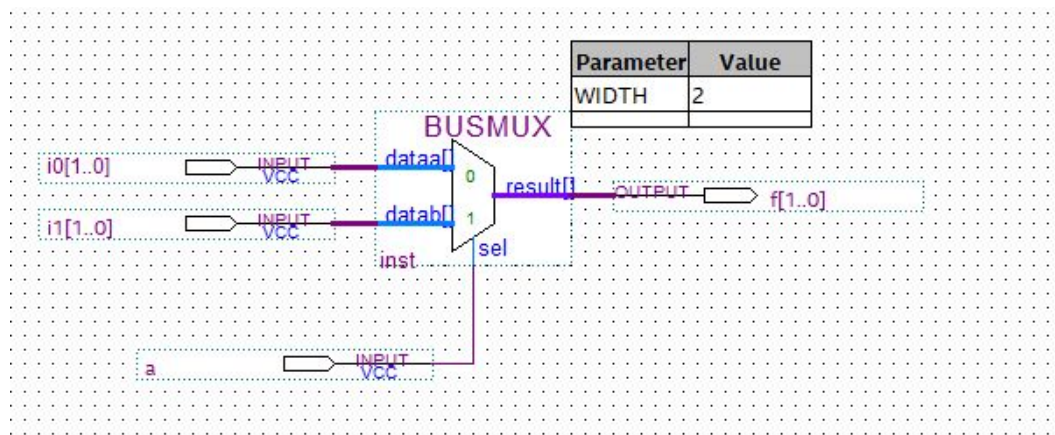 Parameter Value
WIDTH 2
BUSMUX
i0[1..0] INPUT VCC dataa[] 0 result[] OUTPUT f[1..0]
i1[1..0] INPUT VCC datab[] 1
inst sel
a INPUT VCC